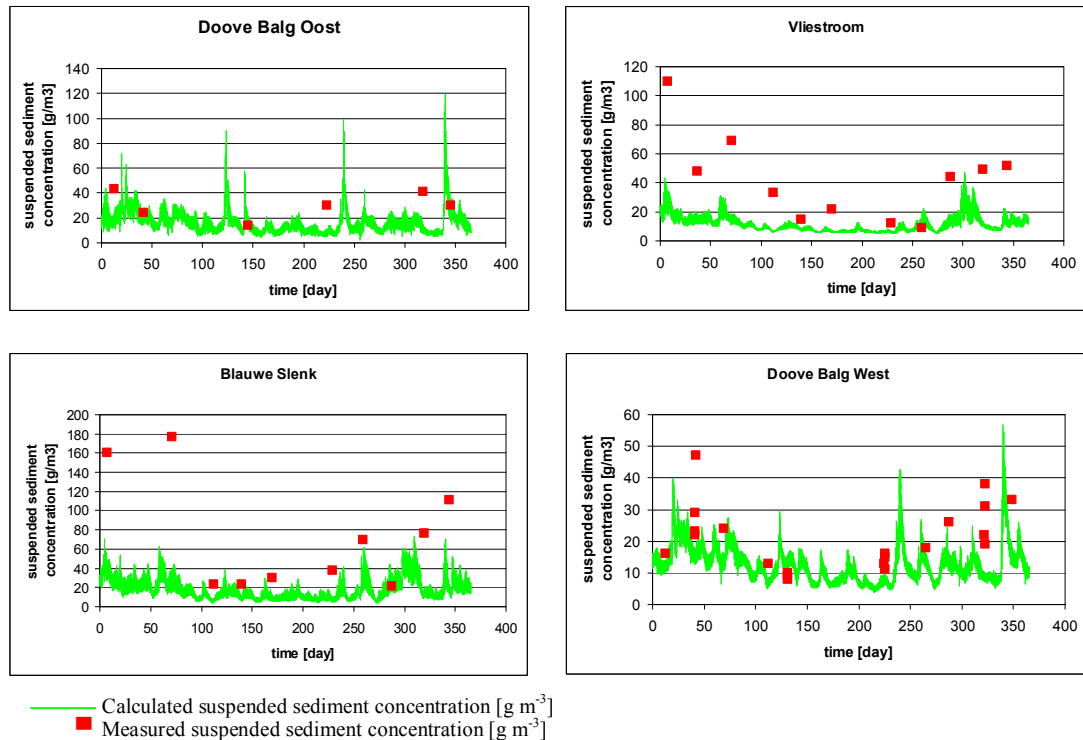 Doove Balg Oost
suspended sediment
concentration [g/m3]
140
120
100
80
60
40
20
0
0 50 100 150 200 250 300 350 400
time [day]
Vliestroom
suspended sediment
concentration [g/m3]
120
100
80
60
40
20
0
0 50 100 150 200 250 300 350 400
time [day]
Blauwe Slenk
suspended sediment
concentration [g/m3]
200
180
160
140
120
100
80
60
40
20
0
0 50 100 150 200 250 300 350 400
time [day]
Doove Balg West
suspended sediment
concentration [g/m3]
60
50
40
30
20
10
0
0 50 100 150 200 250 300 350 400
time [day]
Calculated suspended sediment concentration [g m⁻³]
Measured suspended sediment concentration [g m⁻³]